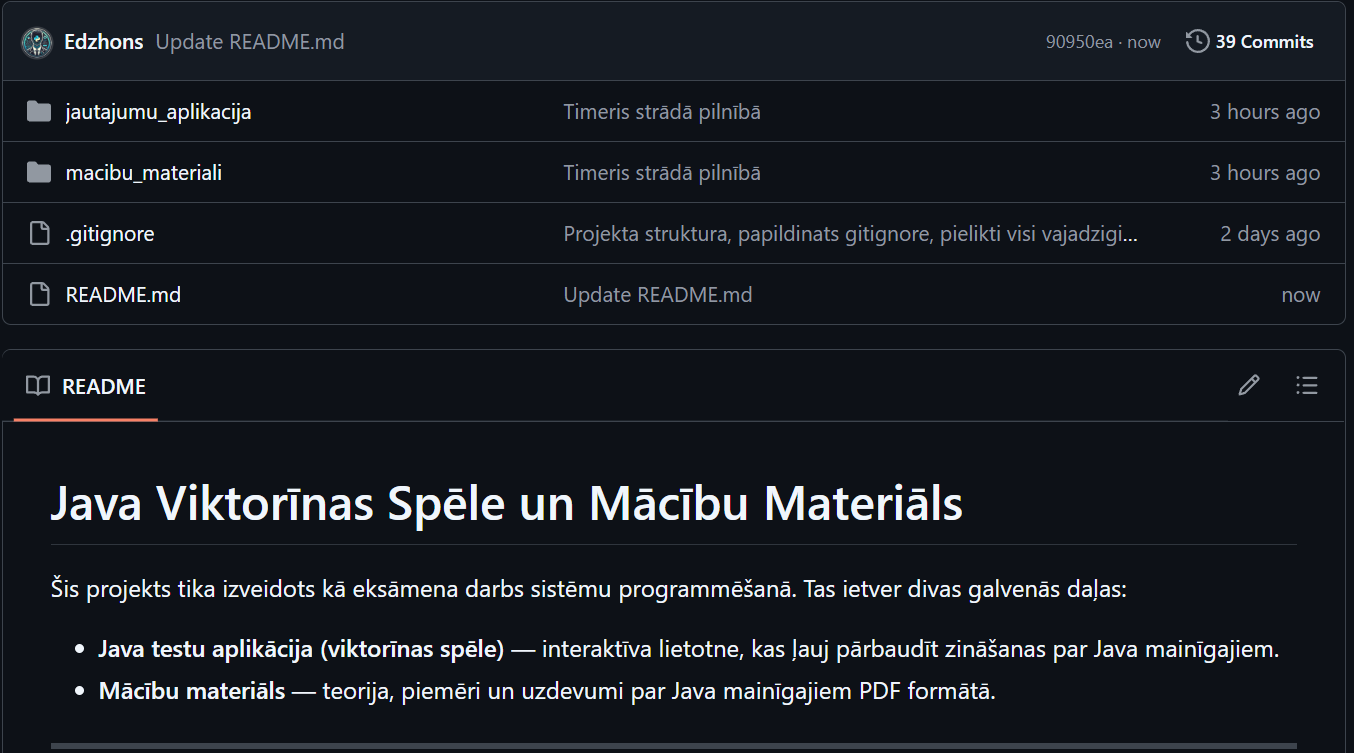 Edzhons Update README.md 90950ea · now 39 Commits
jautajumu_aplikacija Timeris strādā pilnībā 3 hours ago
macibu_materiali Timeris strādā pilnībā 3 hours ago
.gitignore Projekta struktura, papildinats gitignore, pielikti visi vajadzigi... 2 days ago
README.md Update README.md now
README
Java Viktorīnas Spēle un Mācību Materiāls
Šis projekts tika izveidots kā eksāmena darbs sistēmu programmēšanā. Tas ietver divas galvenās daļas:
• Java testu aplikācija (viktorīnas spēle) — interaktīva lietotne, kas ļauj pārbaudīt zināšanas par Java mainīgajiem.
• Mācību materiāls — teorija, piemēri un uzdevumi par Java mainīgajiem PDF formātā.